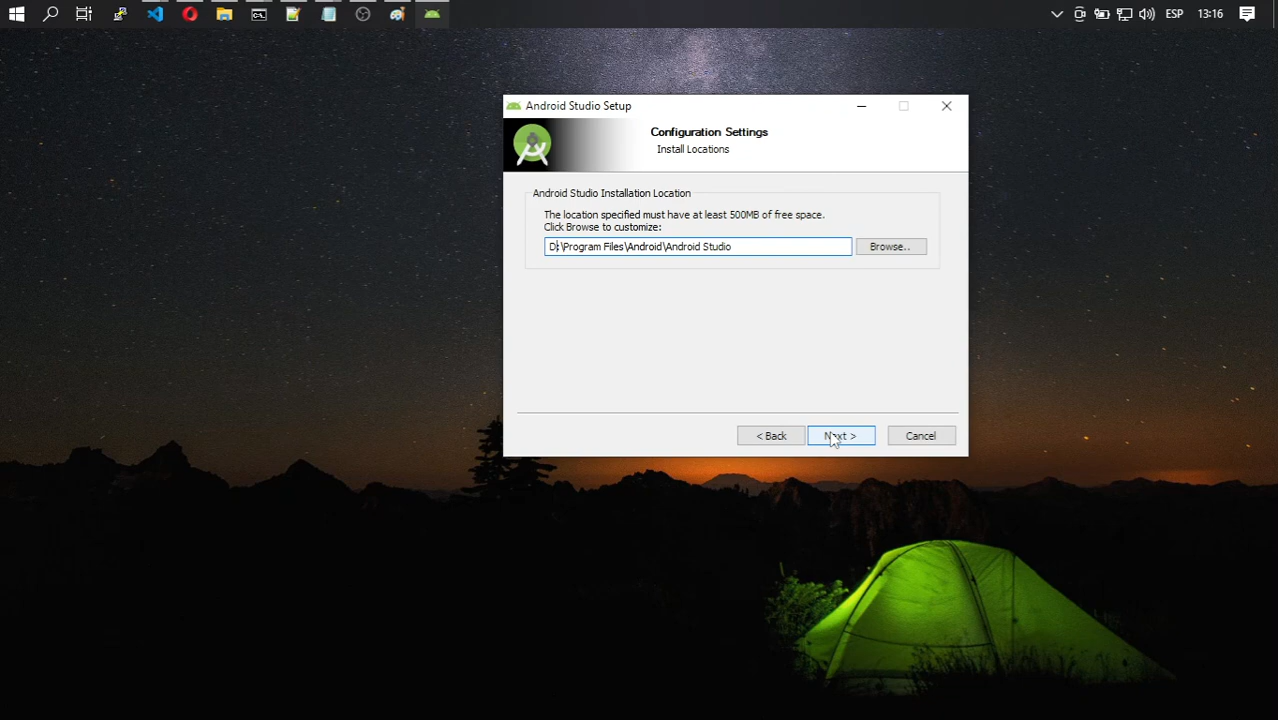 ESP
13:16
Android Studio Setup
Configuration Settings
Install Locations
Android Studio Installation Location
The location specified must have at least 500MB of free space.
Click Browse to customize:
D:\Program Files\Android\Android Studio
Browse..
< Back
Next >
Cancel